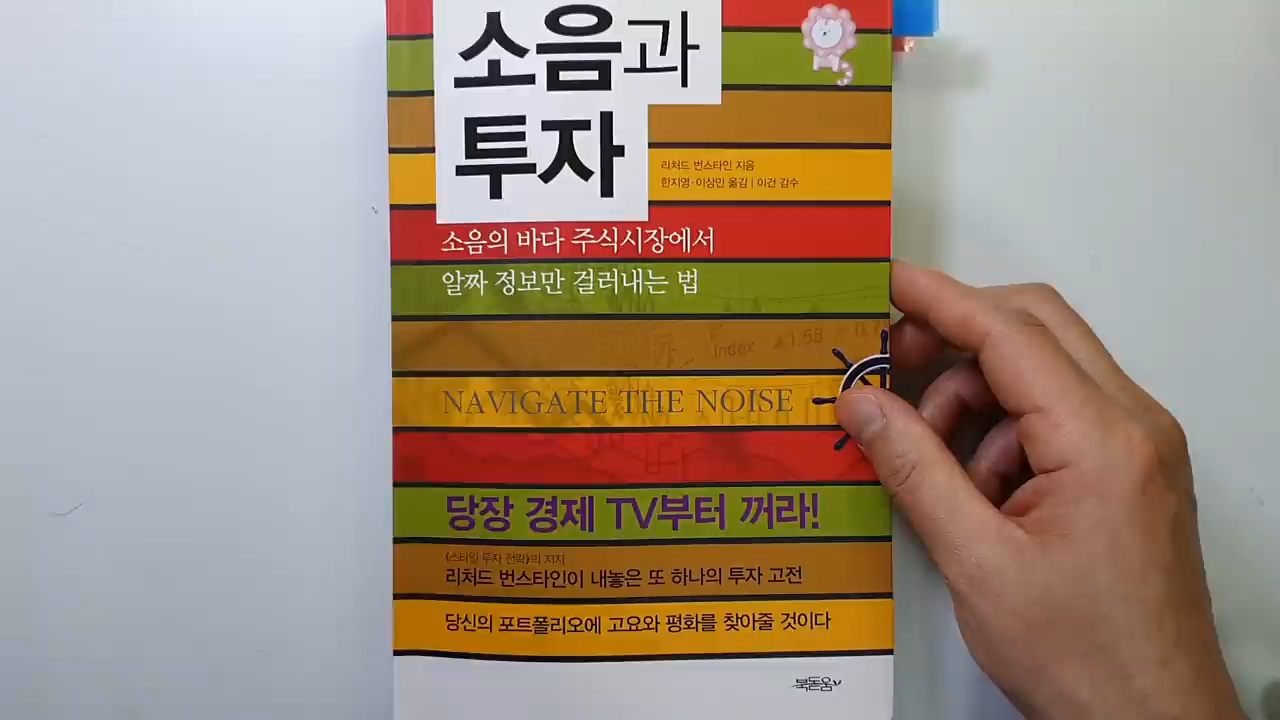 소음과
투자
리처드 번스타인 지음
한지영·이상민 옮김 | 이건 감수
소음의 바다 주식시장에서
알짜 정보만 걸러내는 법
index ▲1.58 0.7
NAVIGATE THE NOISE
당장 경제 TV부터 꺼라!
《스타일 투자 전략》의 저자
리처드 번스타인이 내놓은 또 하나의 투자 고전
당신의 포트폴리오에 고요와 평화를 찾아줄 것이다
북돋움